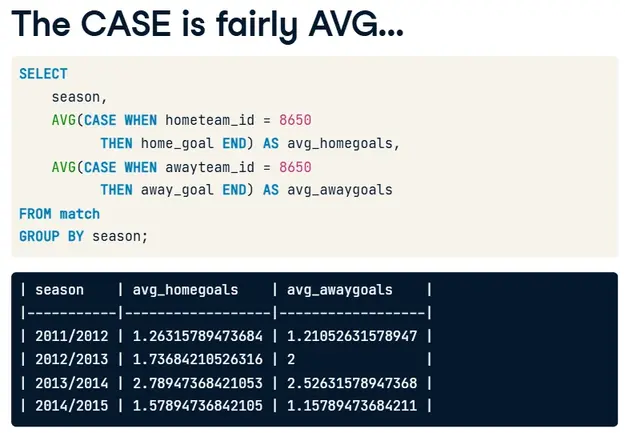 The CASE is fairly AVG...
SELECT
    season,
    AVG(CASE WHEN hometeam_id = 8650
          THEN home_goal END) AS avg_homegoals,
    AVG(CASE WHEN awayteam_id = 8650
          THEN away_goal END) AS avg_awaygoals
FROM match
GROUP BY season;
| season    | avg_homegoals    | avg_awaygoals    |
|-----------|------------------|------------------|
| 2011/2012 | 1.26315789473684 | 1.21052631578947 |
| 2012/2013 | 1.73684210526316 | 2                |
| 2013/2014 | 2.78947368421053 | 2.52631578947368 |
| 2014/2015 | 1.57894736842105 | 1.15789473684211 |